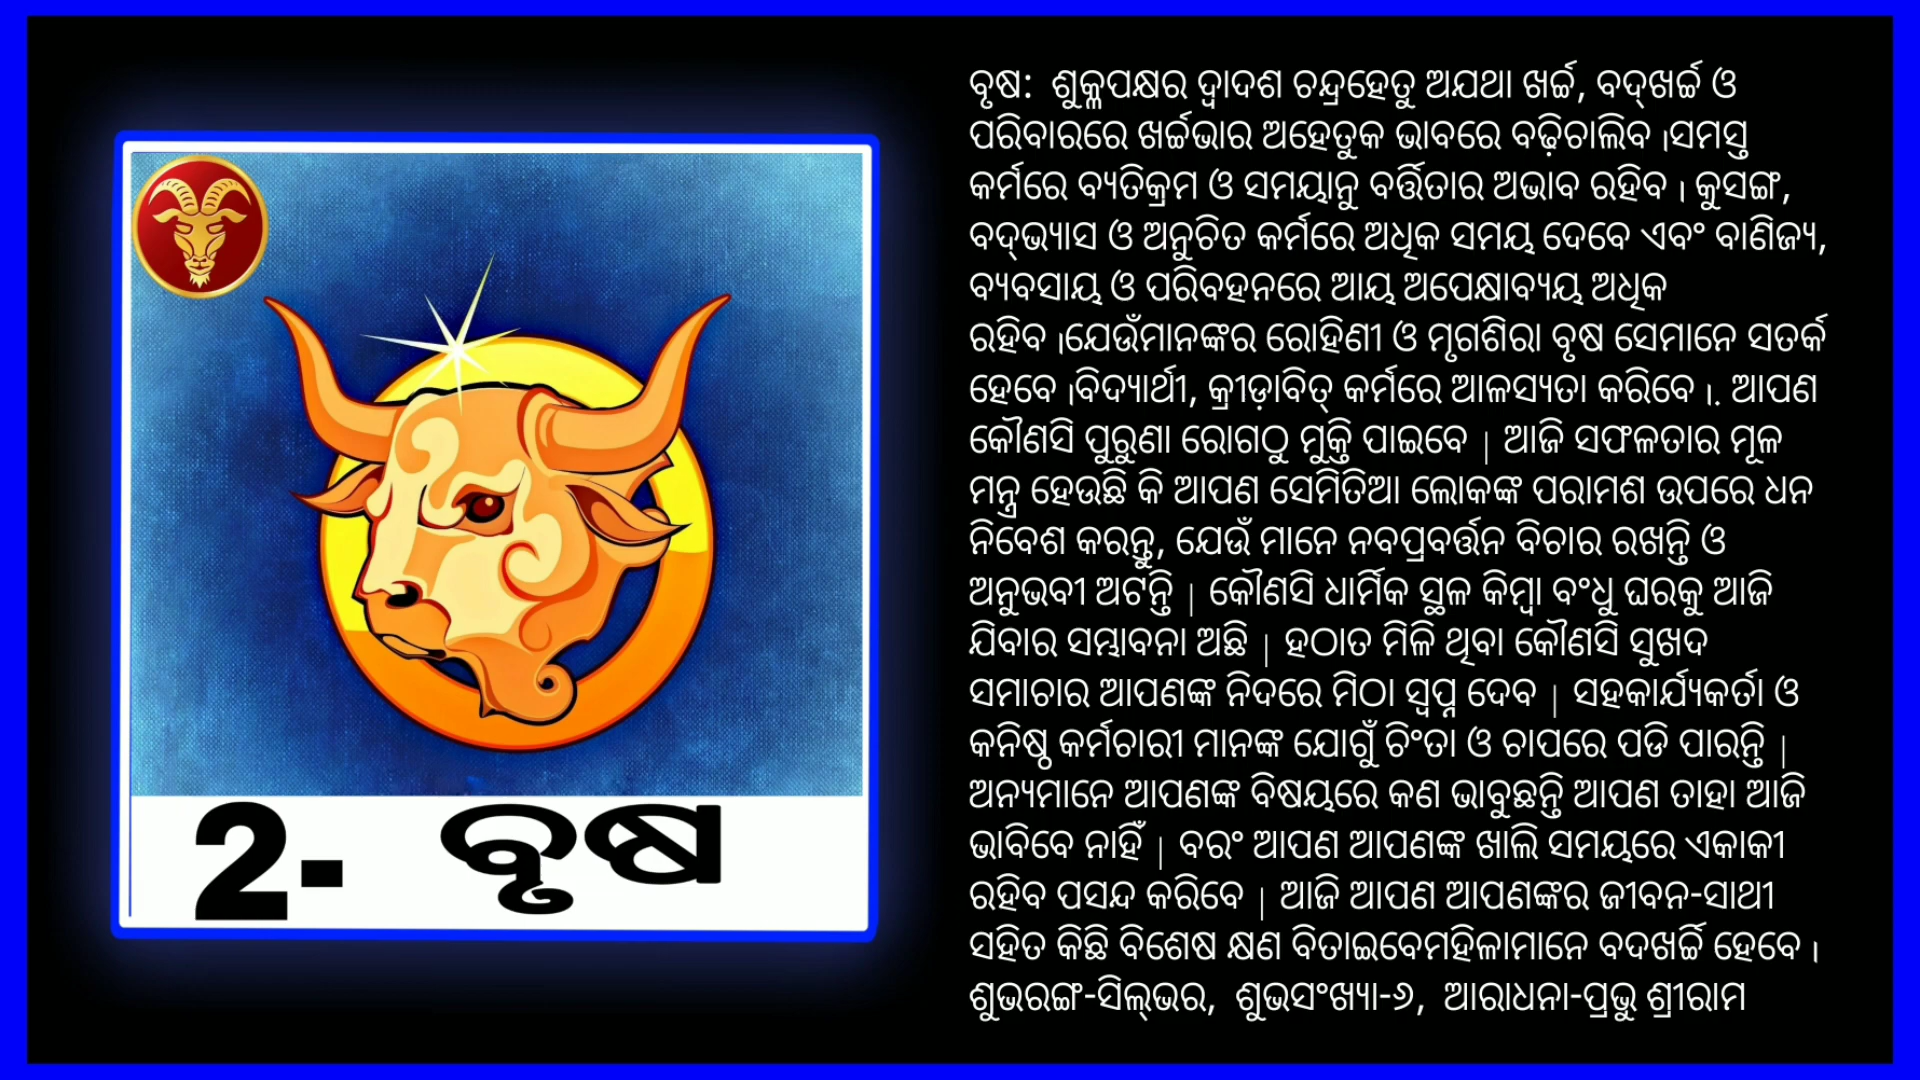 2- ବୃଷ
ବୃଷ: ଶୁକ୍ଳପକ୍ଷର ଦ୍ୱାଦଶ ଚନ୍ଦ୍ରହେତୁ ଅଯଥା ଖର୍ଚ୍ଚ, ବଦ୍‌ଖର୍ଚ୍ଚ ଓ
ପରିବାରରେ ଖର୍ଚ୍ଚଭାର ଅହେତୁକ ଭାବରେ ବଢ଼ିଚାଲିବ ।ସମସ୍ତ
କର୍ମରେ ବ୍ୟତିକ୍ରମ ଓ ସମୟାନୁ ବର୍ତ୍ତିତାର ଅଭାବ ରହିବ । କୁସଙ୍ଗ,
ବଦ୍‌ଭ୍ୟାସ ଓ ଅନୁଚିତ କର୍ମରେ ଅଧିକ ସମୟ ଦେବେ ଏବଂ ବାଣିଜ୍ୟ,
ବ୍ୟବସାୟ ଓ ପରିବହନରେ ଆୟ ଅପେକ୍ଷାବ୍ୟୟ ଅଧିକ
ରହିବ ।ଯେଉଁମାନଙ୍କର ରୋହିଣୀ ଓ ମୃଗଶିରା ବୃଷ ସେମାନେ ସତର୍କ
ହେବେ ।ବିଦ୍ୟାର୍ଥୀ, କ୍ରୀଡ଼ାବିତ୍ କର୍ମରେ ଆଳସ୍ୟତା କରିବେ ।. ଆପଣ
କୌଣସି ପୁରୁଣା ରୋଗଠୁ ମୁକ୍ତି ପାଇବେ | ଆଜି ସଫଳତାର ମୂଳ
ମନ୍ତ୍ର ହେଉଛି କି ଆପଣ ସେମିତିଆ ଲୋକଙ୍କ ପରାମଶ ଉପରେ ଧନ
ନିବେଶ କରନ୍ତୁ, ଯେଉଁ ମାନେ ନବପ୍ରବର୍ତ୍ତନ ବିଚାର ରଖନ୍ତି ଓ
ଅନୁଭବୀ ଅଟନ୍ତି | କୌଣସି ଧାର୍ମିକ ସ୍ଥଳ କିମ୍ବା ବଂଧୁ ଘରକୁ ଆଜି
ଯିବାର ସମ୍ଭାବନା ଅଛି | ହଠାତ ମିଳି ଥିବା କୌଣସି ସୁଖଦ
ସମାଚାର ଆପଣଙ୍କ ନିଦରେ ମିଠା ସ୍ୱପ୍ନ ଦେବ | ସହକାର୍ଯ୍ୟକର୍ତା ଓ
କନିଷ୍ଠ କର୍ମଚାରୀ ମାନଙ୍କ ଯୋଗୁଁ ଚିଂତା ଓ ଚାପରେ ପଡି ପାରନ୍ତି |
ଅନ୍ୟମାନେ ଆପଣଙ୍କ ବିଷୟରେ କଣ ଭାବୁଛନ୍ତି ଆପଣ ତାହା ଆଜି
ଭାବିବେ ନାହିଁ | ବରଂ ଆପଣ ଆପଣଙ୍କ ଖାଲି ସମୟରେ ଏକାକୀ
ରହିବ ପସନ୍ଦ କରିବେ | ଆଜି ଆପଣ ଆପଣଙ୍କର ଜୀବନ-ସାଥୀ
ସହିତ କିଛି ବିଶେଷ କ୍ଷଣ ବିତାଇବେମହିଳାମାନେ ବଦଖର୍ଚ୍ଚି ହେବେ ।
ଶୁଭରଙ୍ଗ-ସିଲ୍‌ଭର, ଶୁଭସଂଖ୍ୟା-୬, ଆରାଧନା-ପ୍ରଭୁ ଶ୍ରୀରାମ